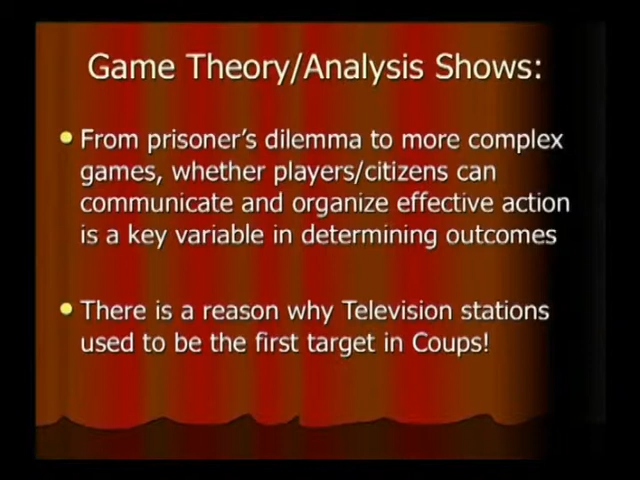 Game Theory/Analysis Shows:
From prisoner's dilemma to more complex
games, whether players/citizens can
communicate and organize effective action
is a key variable in determining outcomes
There is a reason why Television stations
used to be the first target in Coups!